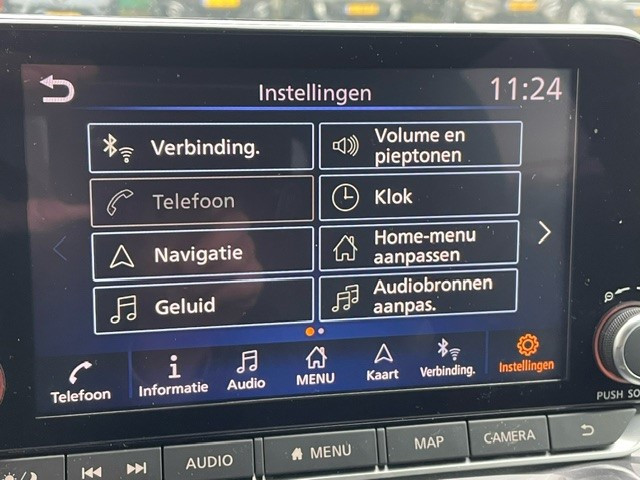 Instellingen
11:24
Verbinding.
Volume en
pieptonen
Telefoon
Klok
Navigatie
Home-menu
aanpassen
Geluid
Audiobronnen
aanpas.
Telefoon
Informatie
Audio
MENU
Kaart
Verbinding.
Instellingen
PUSH SO
AUDIO
MENU
MAP
CAMERA